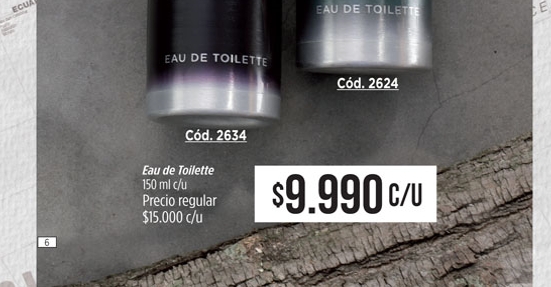 EAU DE TOILETTE
EAU DE TOILETTE
Cód. 2624
Cód. 2634
Eau de Toilette
150 ml c/u
Precio regular
$15.000 c/u
$9.990 C/U
6